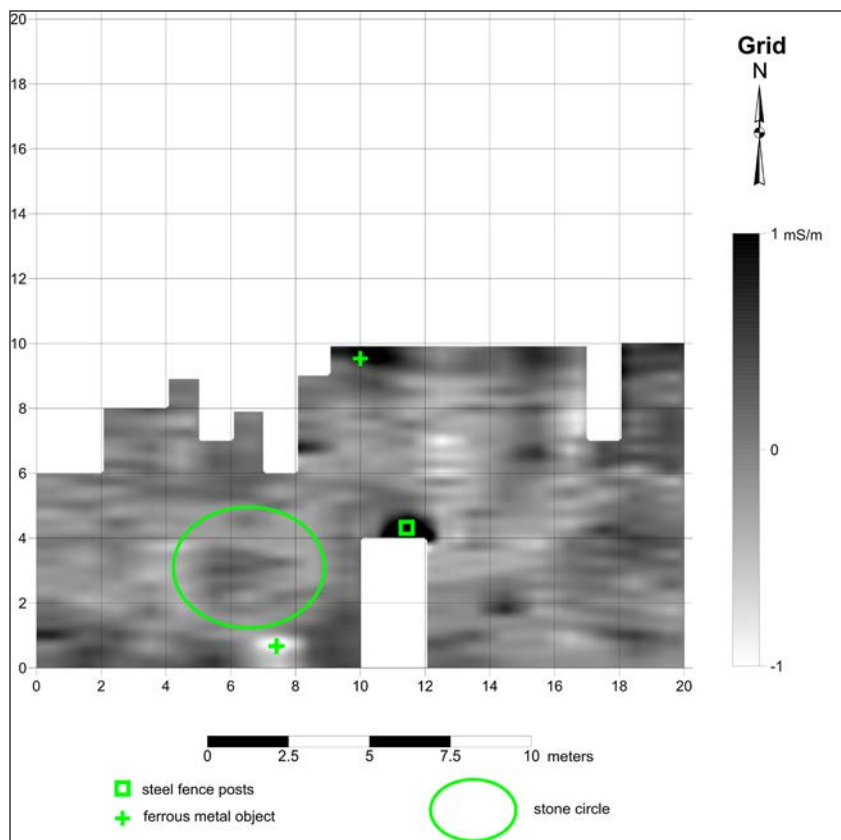 20
18
16
14
12
10
8
6
4
2
0
0 2 4 6 8 10 12 14 16 18 20
Grid
N
1 mS/m
0
-1
0 2.5 5 7.5 10 meters
steel fence posts
ferrous metal object
stone circle